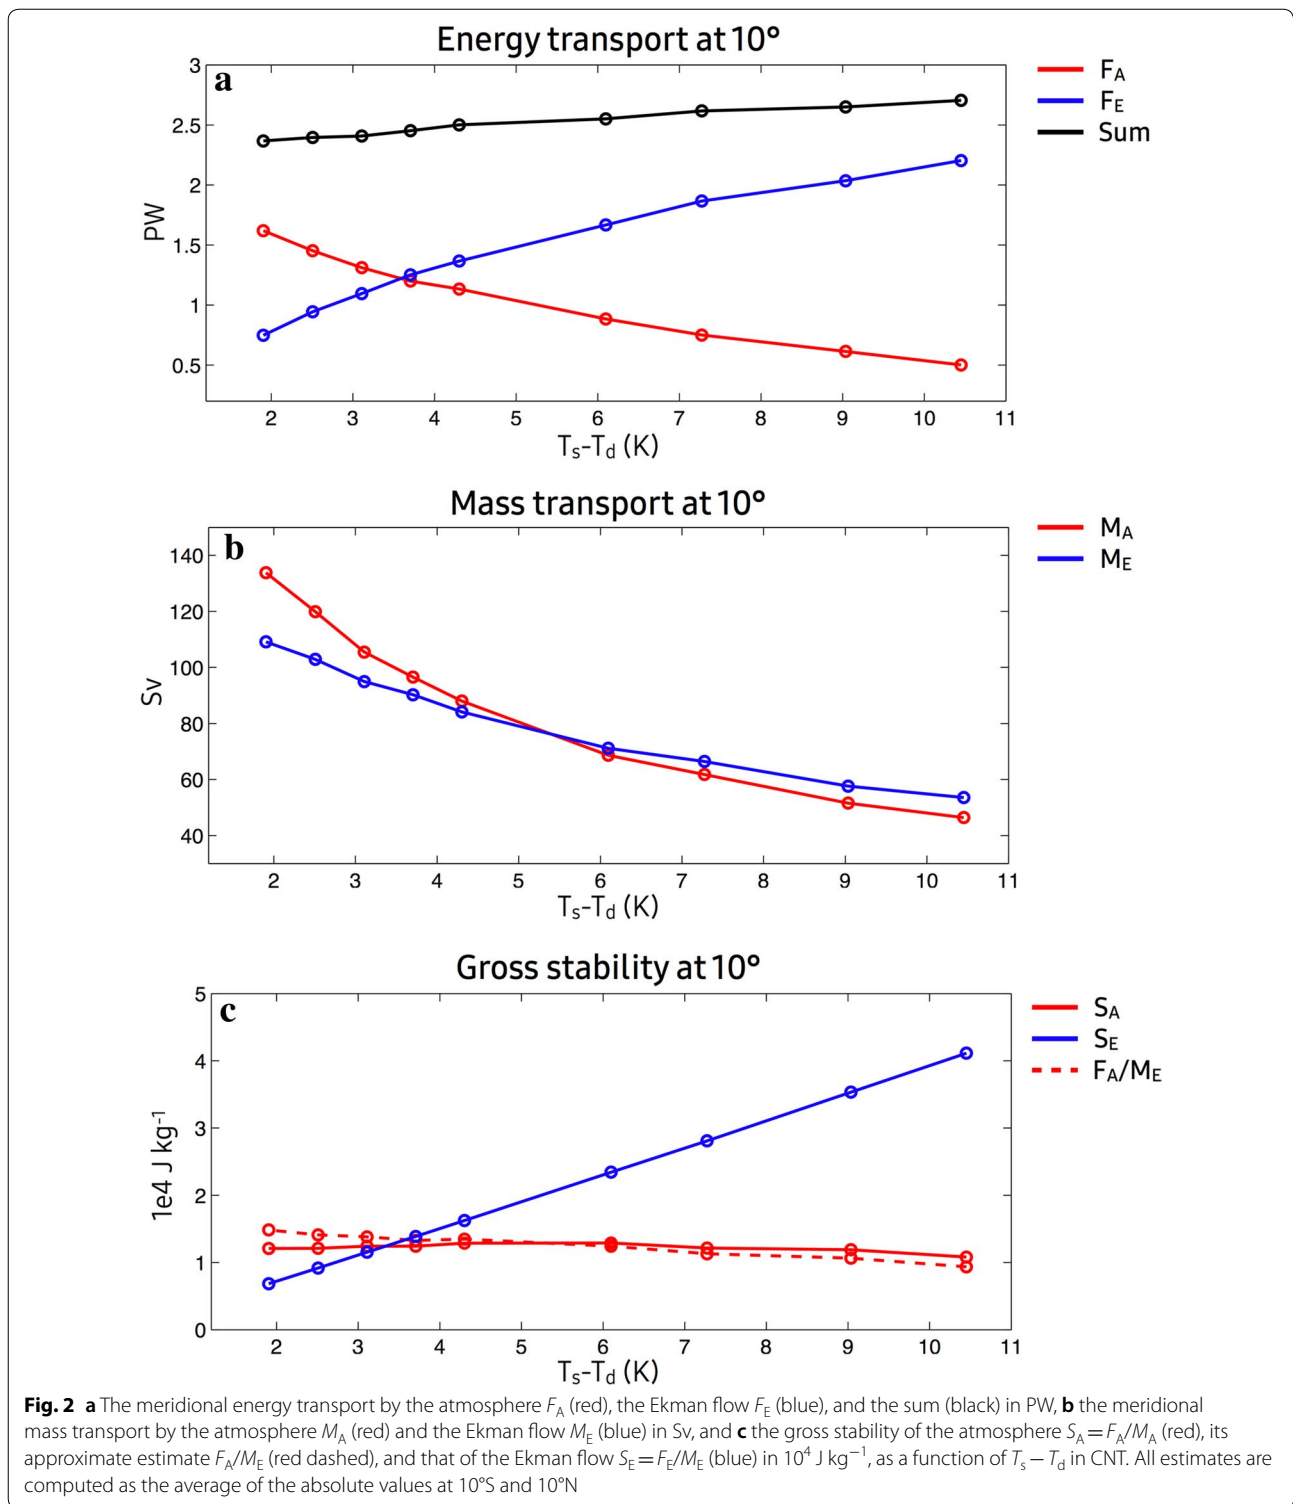 Energy transport at 10°
a
3
2.5
2
1.5
1
0.5
PW
2 3 4 5 6 7 8 9 10 11
Ts-Td (K)
FA
FE
Sum
Mass transport at 10°
b
140
120
100
80
60
40
Sv
2 3 4 5 6 7 8 9 10 11
Ts-Td (K)
MA
ME
Gross stability at 10°
c
5
4
3
2
1
0
1e4 J kg-1
2 3 4 5 6 7 8 9 10 11
Ts-Td (K)
SA
SE
FA/ME
Fig. 2 a The meridional energy transport by the atmosphere FA (red), the Ekman flow FE (blue), and the sum (black) in PW, b the meridional
mass transport by the atmosphere MA (red) and the Ekman flow ME (blue) in Sv, and c the gross stability of the atmosphere SA = FA/MA (red), its
approximate estimate FA/ME (red dashed), and that of the Ekman flow SE = FE/ME (blue) in 10⁴ J kg⁻¹, as a function of Ts − Td in CNT. All estimates are
computed as the average of the absolute values at 10°S and 10°N